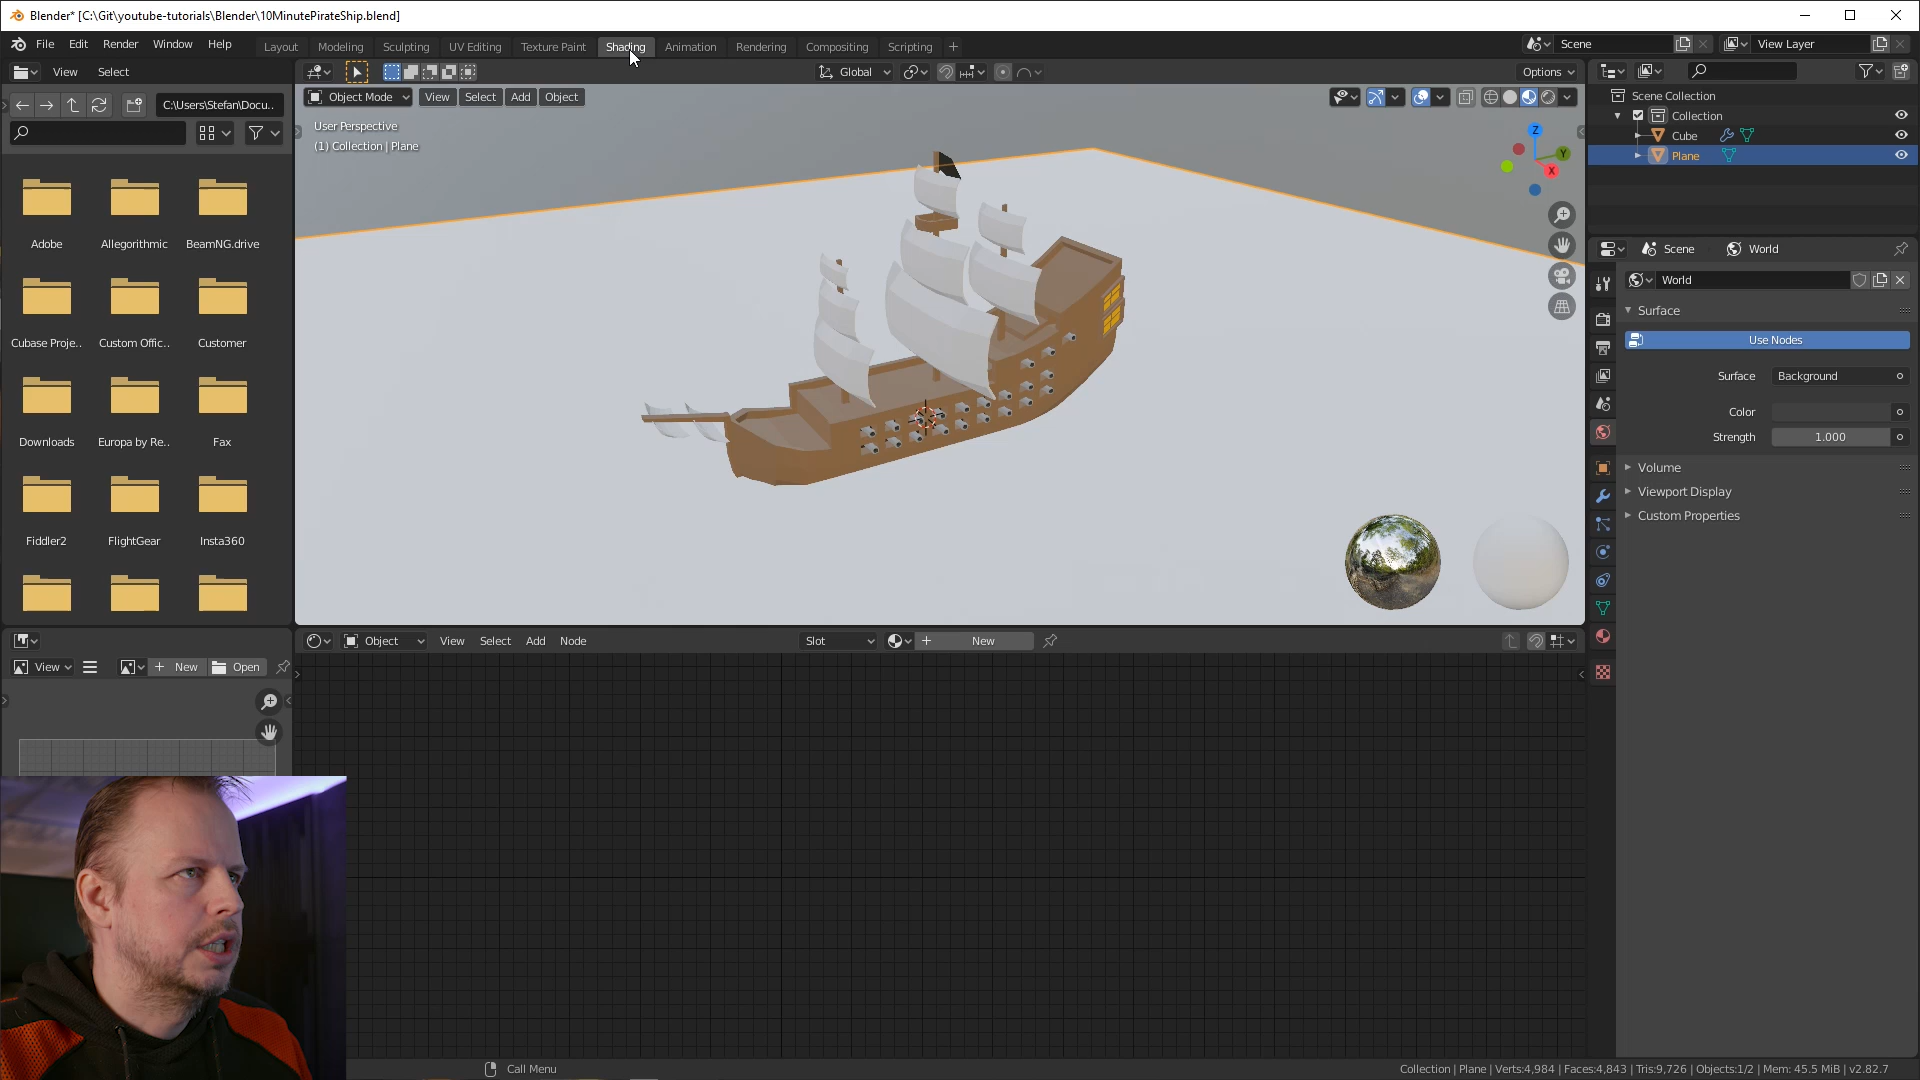 Blender* [C:\Git\youtube-tutorials\Blender\10MinutePirateShip.blend]
File Edit Render Window Help
Layout Modeling Sculpting UV Editing Texture Paint Shading Animation Rendering Compositing Scripting +
Scene
View Layer
View Select
Global
Options
C:\Users\Stefan\Docu..
Object Mode View Select Add Object
User Perspective
(1) Collection | Plane
Z
Y
X
Scene Collection
Collection
Cube
Plane
Scene World
World
Surface
Use Nodes
Surface Background
Color
Strength 1.000
Volume
Viewport Display
Custom Properties
Adobe Allegorithmic BeamNG.drive
Cubase Proje.. Custom Offic.. Customer
Downloads Europa by Re.. Fax
Fiddler2 FlightGear Insta360
View New Open
Object View Select Add Node
Slot
New
Call Menu
Collection | Plane | Verts:4,984 | Faces:4,843 | Tris:9,726 | Objects:1/2 | Mem: 45.5 MiB | v2.82.7